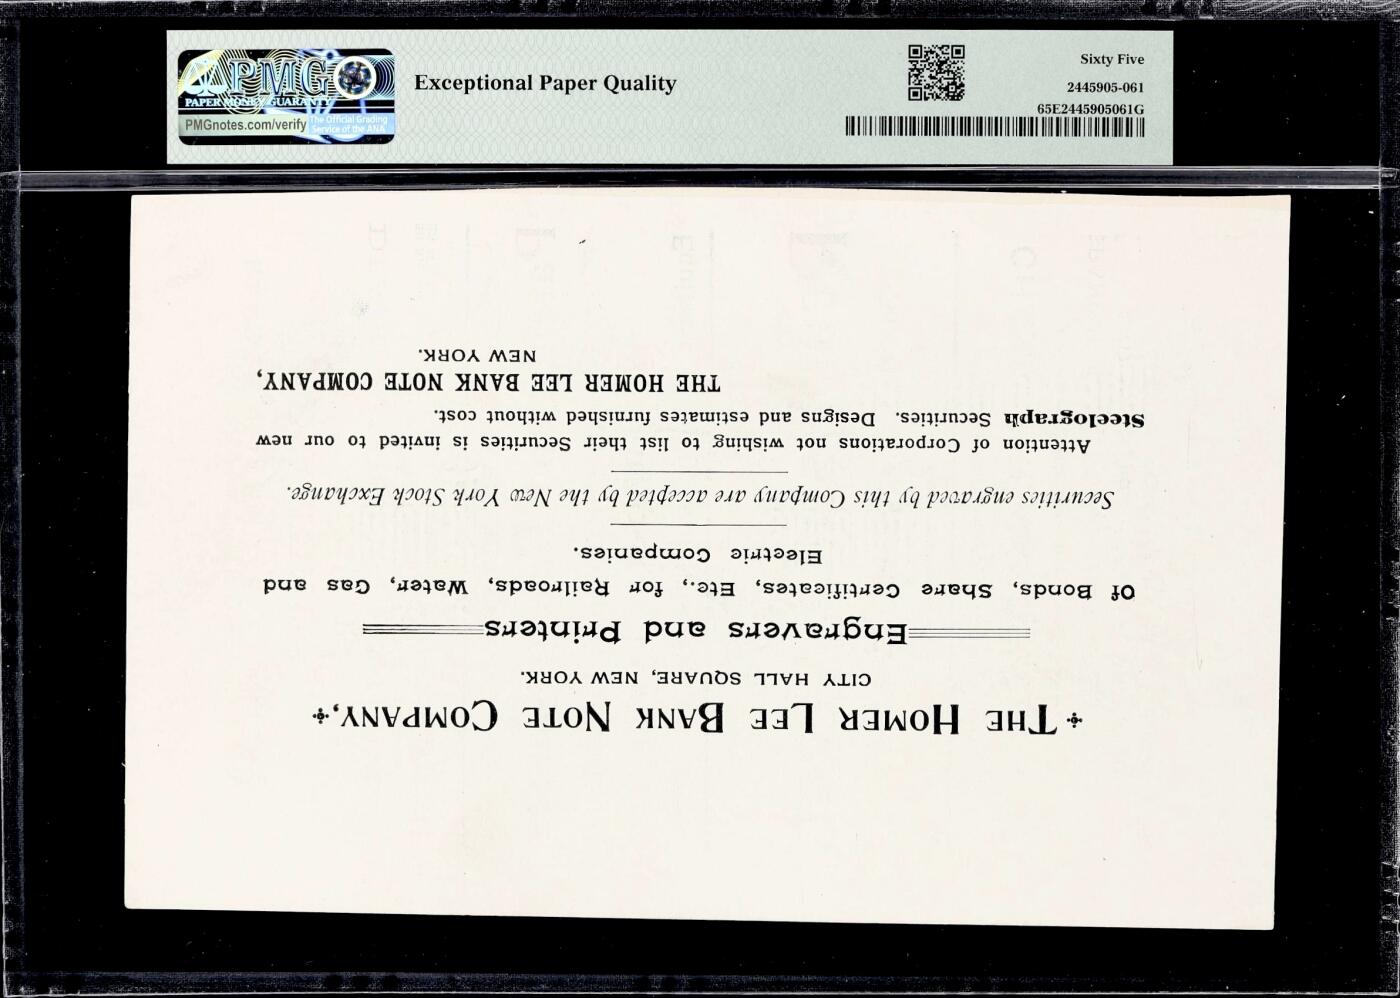 PMG
PAPER MONEY GUARANTY
PMGnotes.com/verify
The Official Grading
Service of the ANA
Exceptional Paper Quality
Sixty Five
2445905-061
65E2445905061G
THE HOMER LEE BANK NOTE COMPANY,
CITY HALL SQUARE, NEW YORK.
Engravers and Printers
Of Bonds, Share Certificates, Etc., for Railroads, Water, Gas and
Electric Companies.
Securities engraved by this Company are accepted by the New York Stock Exchange.
Attention of Corporations not wishing to list their Securities is invited to our new
Steelograph Securities. Designs and estimates furnished without cost.
THE HOMER LEE BANK NOTE COMPANY,
NEW YORK.